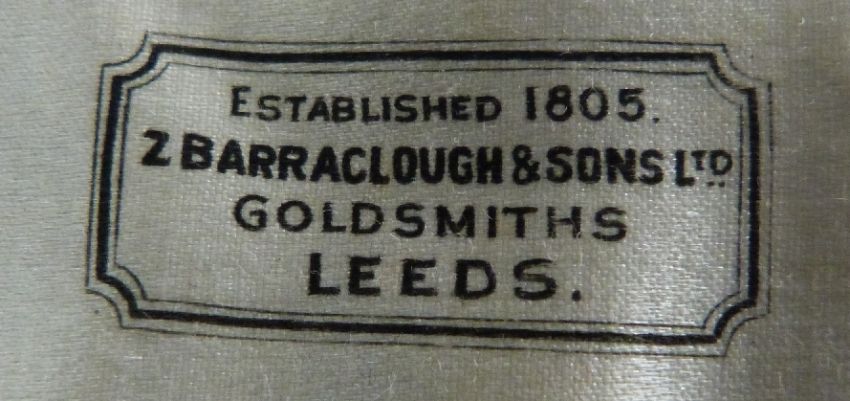 ESTABLISHED 1805.
Z BARRACLOUGH & SONS LTD
GOLDSMITHS
LEEDS.